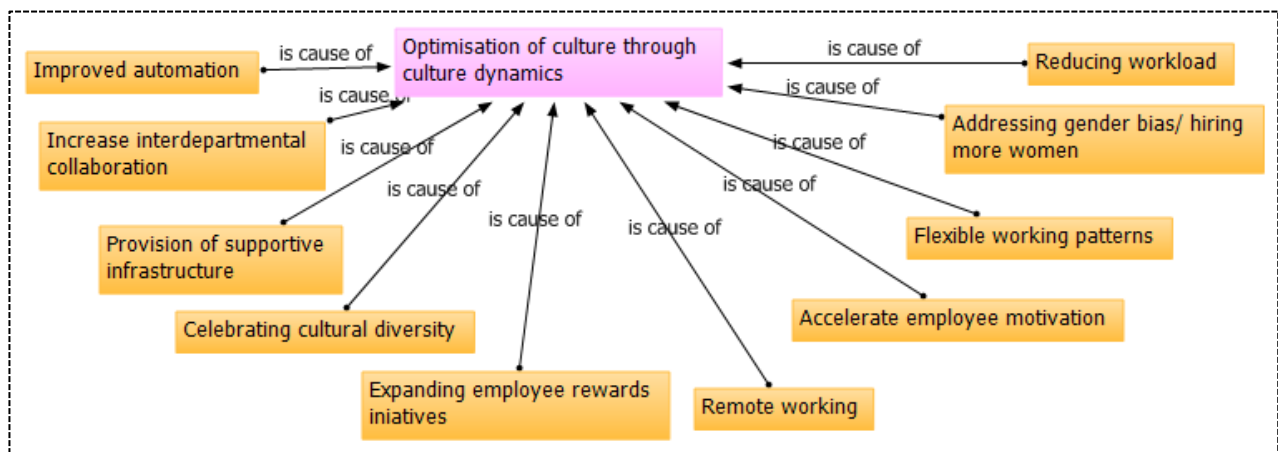 Optimisation of culture through
culture dynamics
is cause of
Improved automation
is cause of
Reducing workload
is cause of
Increase interdepartmental
collaboration
is cause of
Addressing gender bias/ hiring
more women
is cause of
Provision of supportive
infrastructure
is cause of
Flexible working patterns
is cause of
Celebrating cultural diversity
is cause of
Accelerate employee motivation
is cause of
Expanding employee rewards
iniatives
is cause of
Remote working